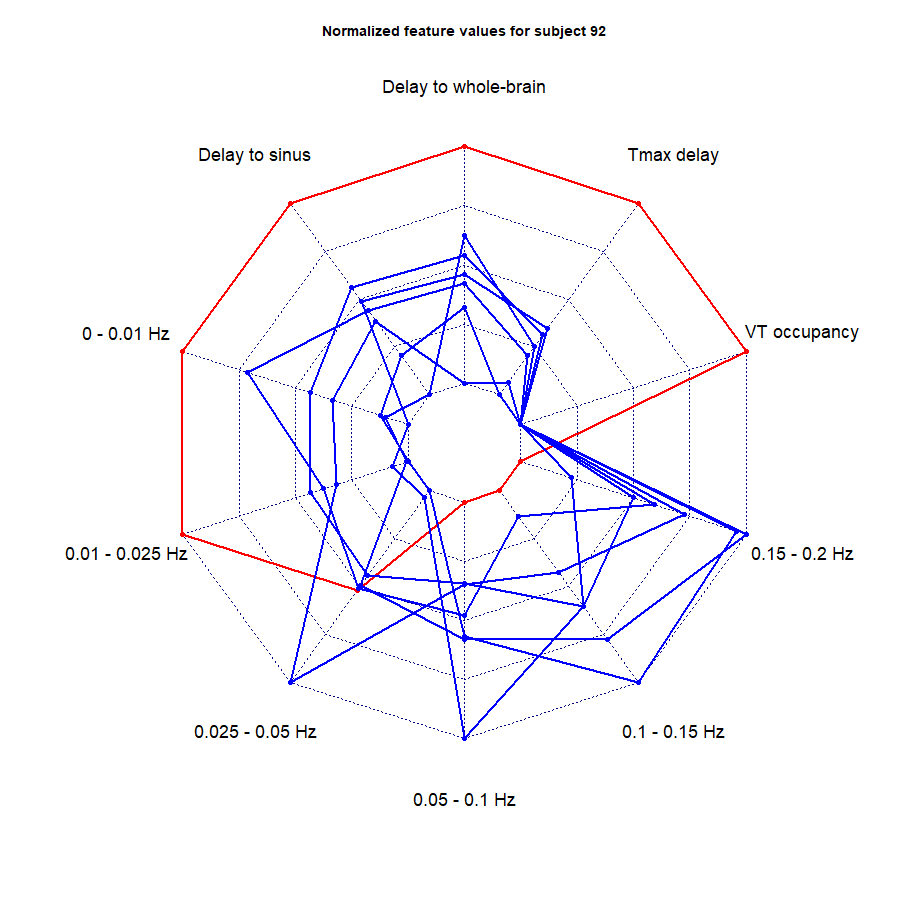 Normalized feature values for subject 92
Delay to whole-brain
Delay to sinus
Tmax delay
0 - 0.01 Hz
VT occupancy
0.01 - 0.025 Hz
0.15 - 0.2 Hz
0.025 - 0.05 Hz
0.1 - 0.15 Hz
0.05 - 0.1 Hz